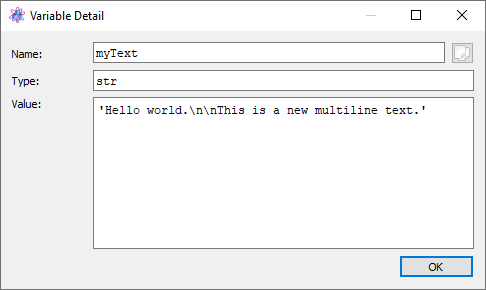 Variable Detail
Name: myText
Type: str
Value: 'Hello world.\n\nThis is a new multiline text.'
OK